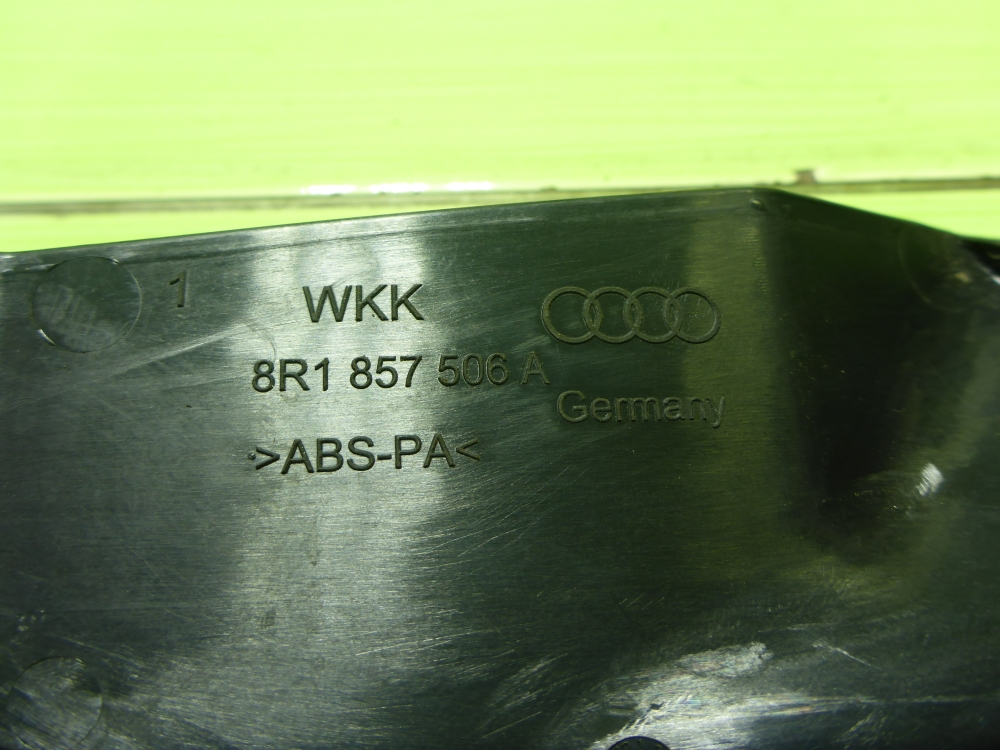 1
WKK
8R1 857 506 A
Germany
>ABS-PA<